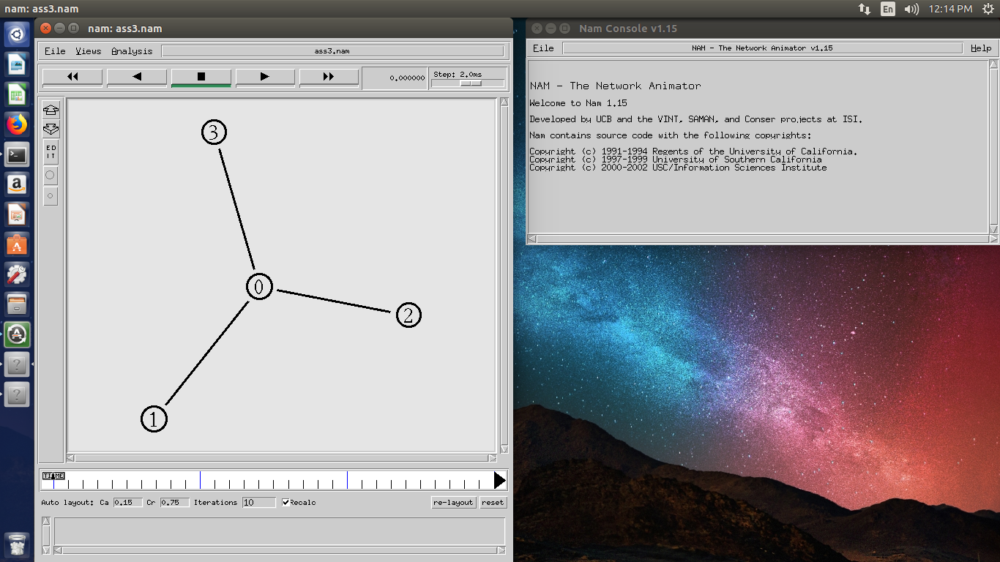 nam: ass3.nam
En
12:14 PM
nam: ass3.nam
File Views Analysis
ass3.nam
0.000000
Step: 2.0ms
ED
IT
3
0
2
1
TIME
Auto layout: Ca 0.15 Cr 0.75 Iterations 10 Recalc
re-layout reset
Nam Console v1.15
File
NAM - The Network Animator v1.15
Help
NAM - The Network Animator
Welcome to Nam 1.15
Developed by UCB and the VINT, SAMAN, and Conser projects at ISI.
Nam contains source code with the following copyrights:
Copyright (c) 1991-1994 Regents of the University of California.
Copyright (c) 1997-1999 University of Southern California
Copyright (c) 2000-2002 USC/Information Sciences Institute